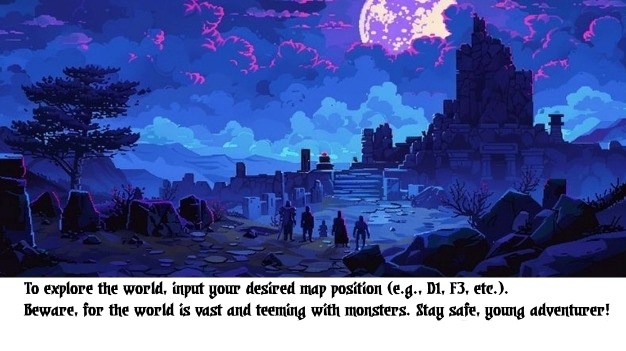 To explore the world, input your desired map position (e.g., D1, F3, etc.).
Beware, for the world is vast and teeming with monsters. Stay safe, young adventurer!